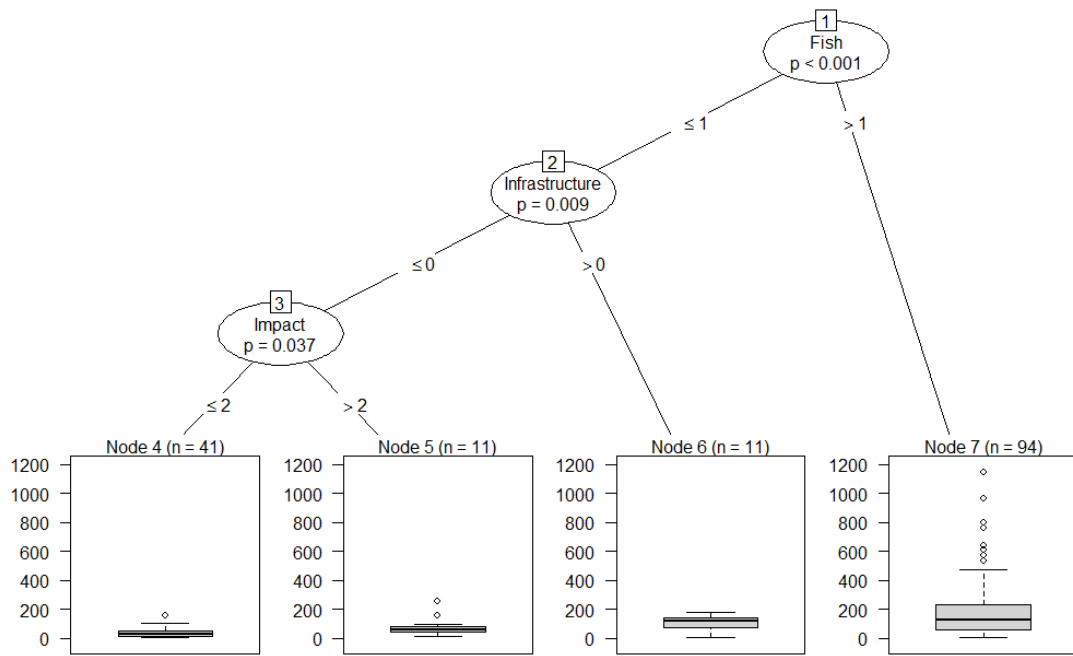 1
Fish
p < 0.001
≤ 1
> 1
2
Infrastructure
p = 0.009
≤ 0
> 0
3
Impact
p = 0.037
≤ 2
> 2
Node 4 (n = 41)
Node 5 (n = 11)
Node 6 (n = 11)
Node 7 (n = 94)
1200 1200 1200 1200
1000 1000 1000 1000
800 800 800 800
600 600 600 600
400 400 400 400
200 200 200 200
0 0 0 0